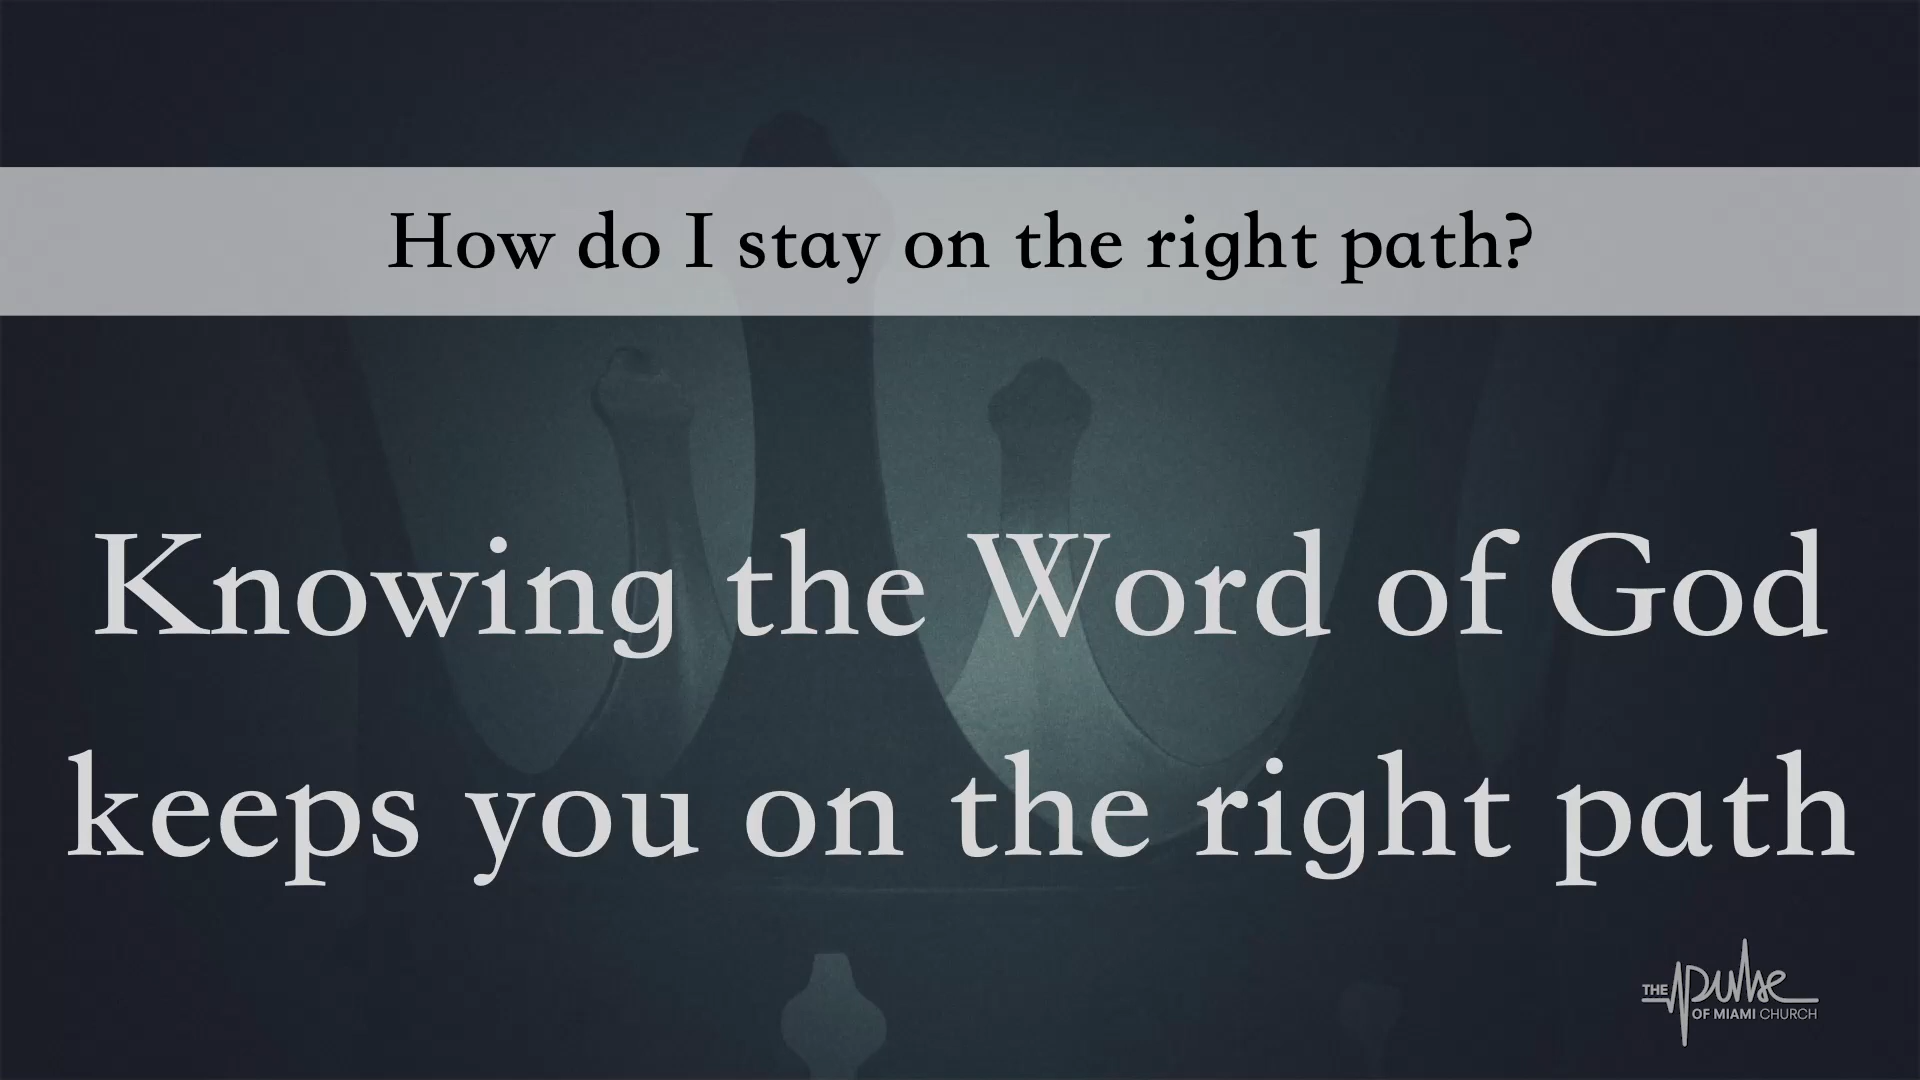 How do I stay on the right path?
Knowing the Word of God
keeps you on the right path
THE pulse
OF MIAMI CHURCH